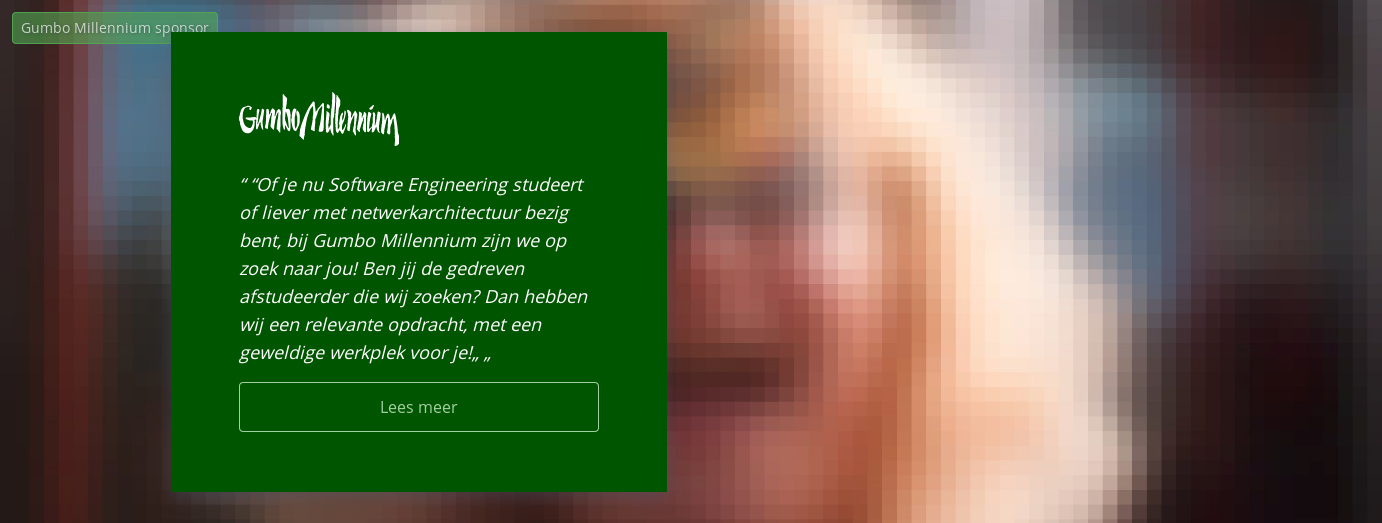 Gumbo Millennium sponsor
Gumbo Millennium
“ “Of je nu Software Engineering studeert
of liever met netwerkarchitectuur bezig
bent, bij Gumbo Millennium zijn we op
zoek naar jou! Ben jij de gedreven
afstudeerder die wij zoeken? Dan hebben
wij een relevante opdracht, met een
geweldige werkplek voor je!„ „
Lees meer